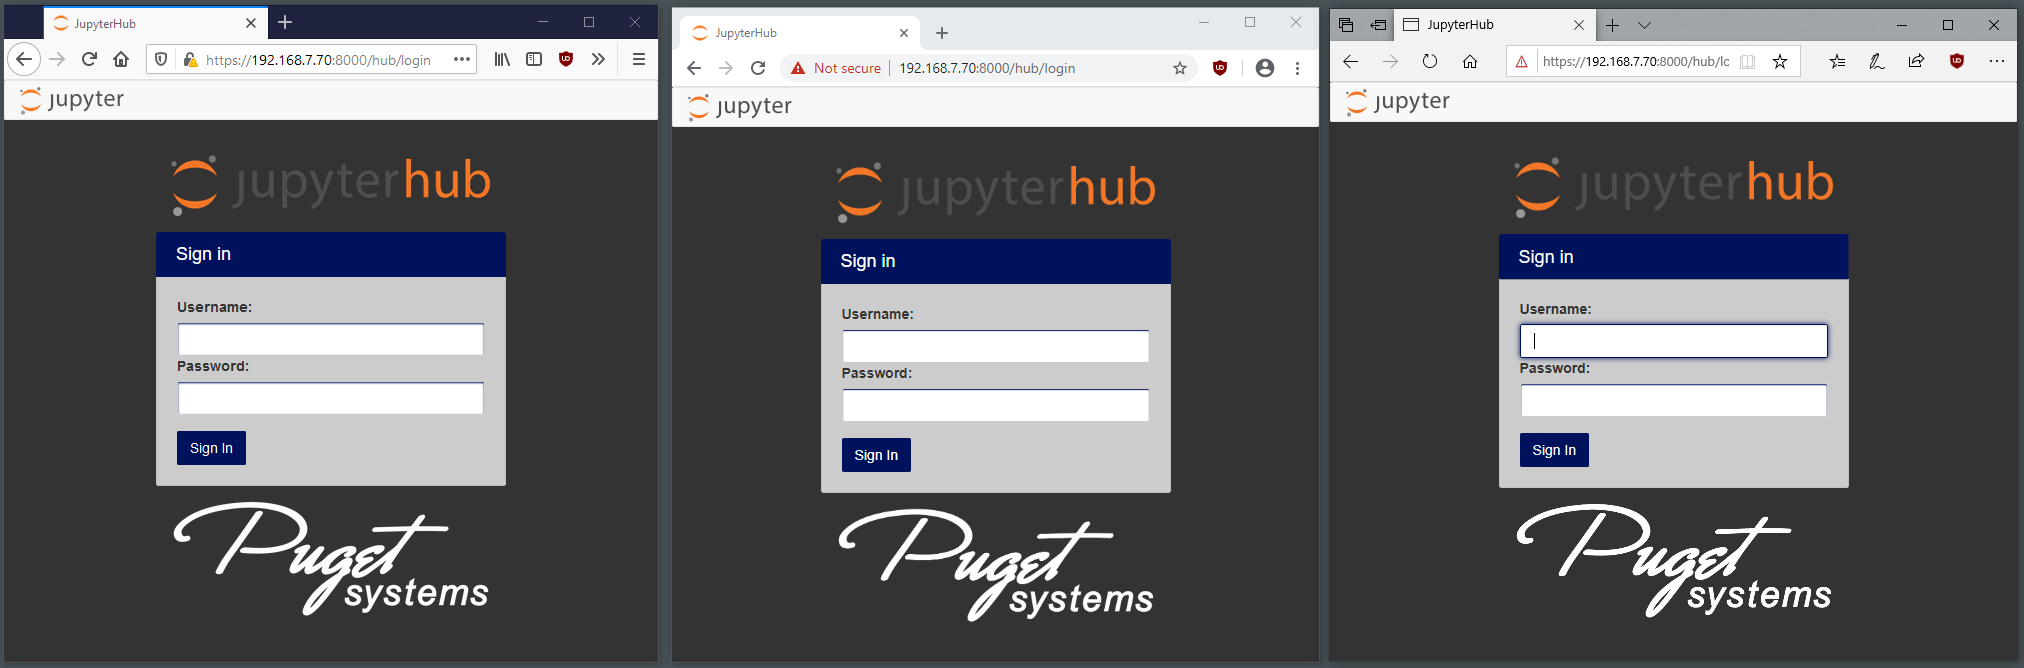 JupyterHub
https://192.168.7.70:8000/hub/login
jupyter
jupyterhub
Sign in
Username:
Password:
Sign In
Puget
systems
JupyterHub
Not secure
192.168.7.70:8000/hub/login
jupyter
jupyterhub
Sign in
Username:
Password:
Sign In
Puget
systems
JupyterHub
https://192.168.7.70:8000/hub/lc
jupyter
jupyterhub
Sign in
Username:
Password:
Sign In
Puget
systems